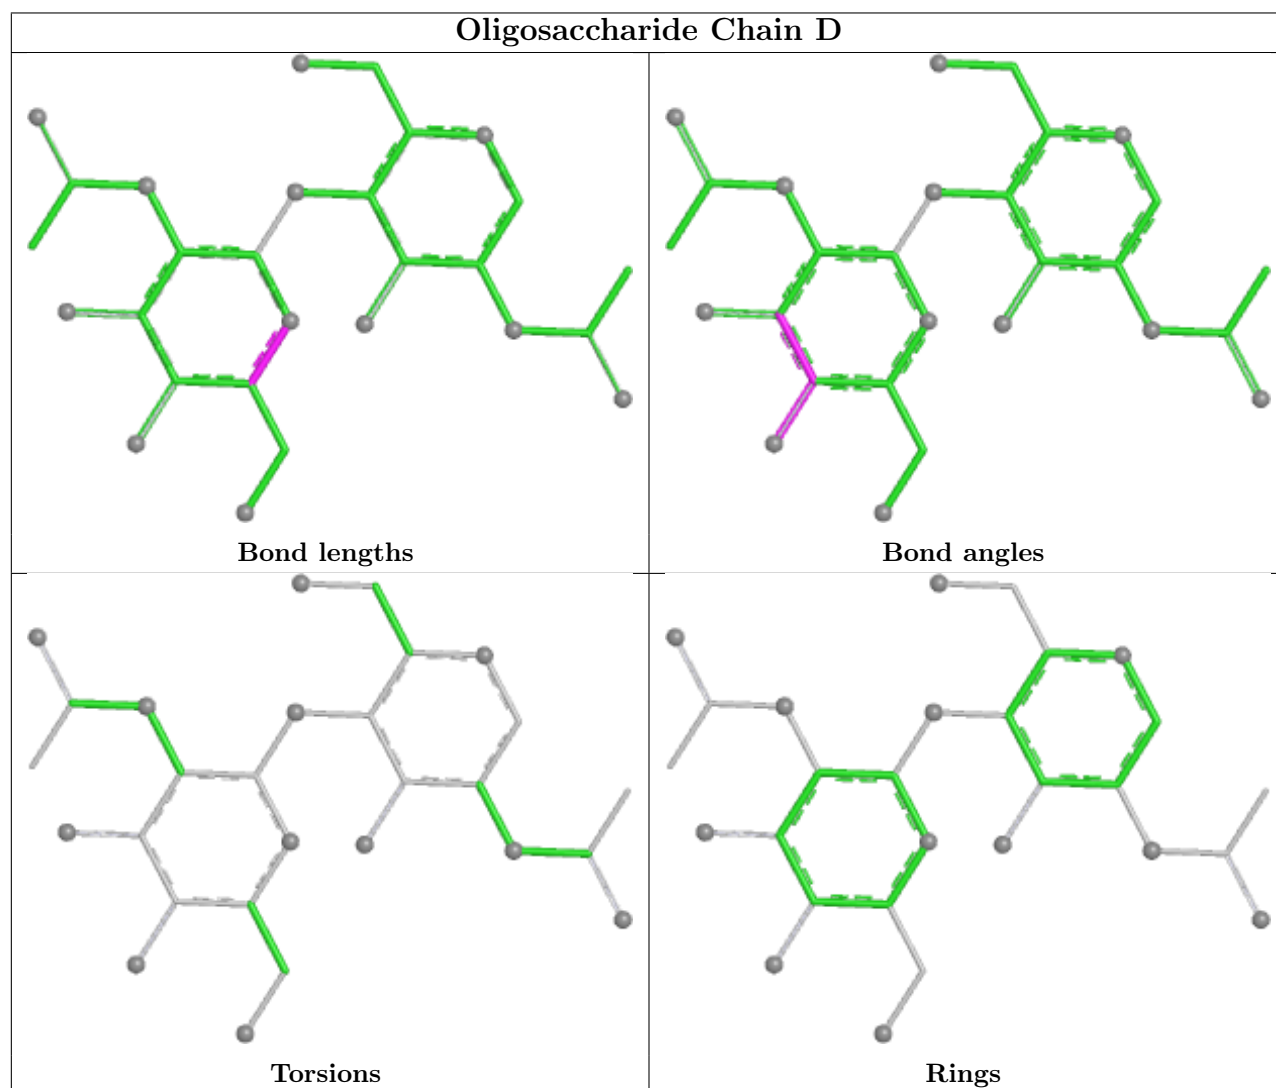 Oligosaccharide Chain D
Bond lengths
Bond angles
Torsions
Rings